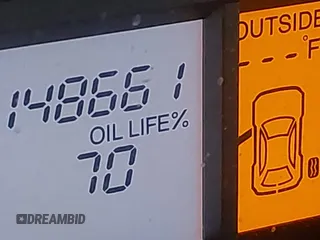 OUTSIDE
---°F
148661
OIL LIFE%
70
DREAMBID